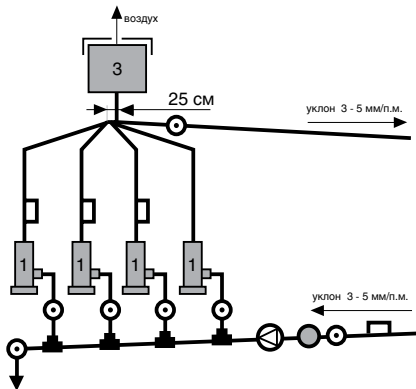 воздух
3
25 см
уклон 3 - 5 мм/п.м.
1 1 1 1
уклон 3 - 5 мм/п.м.